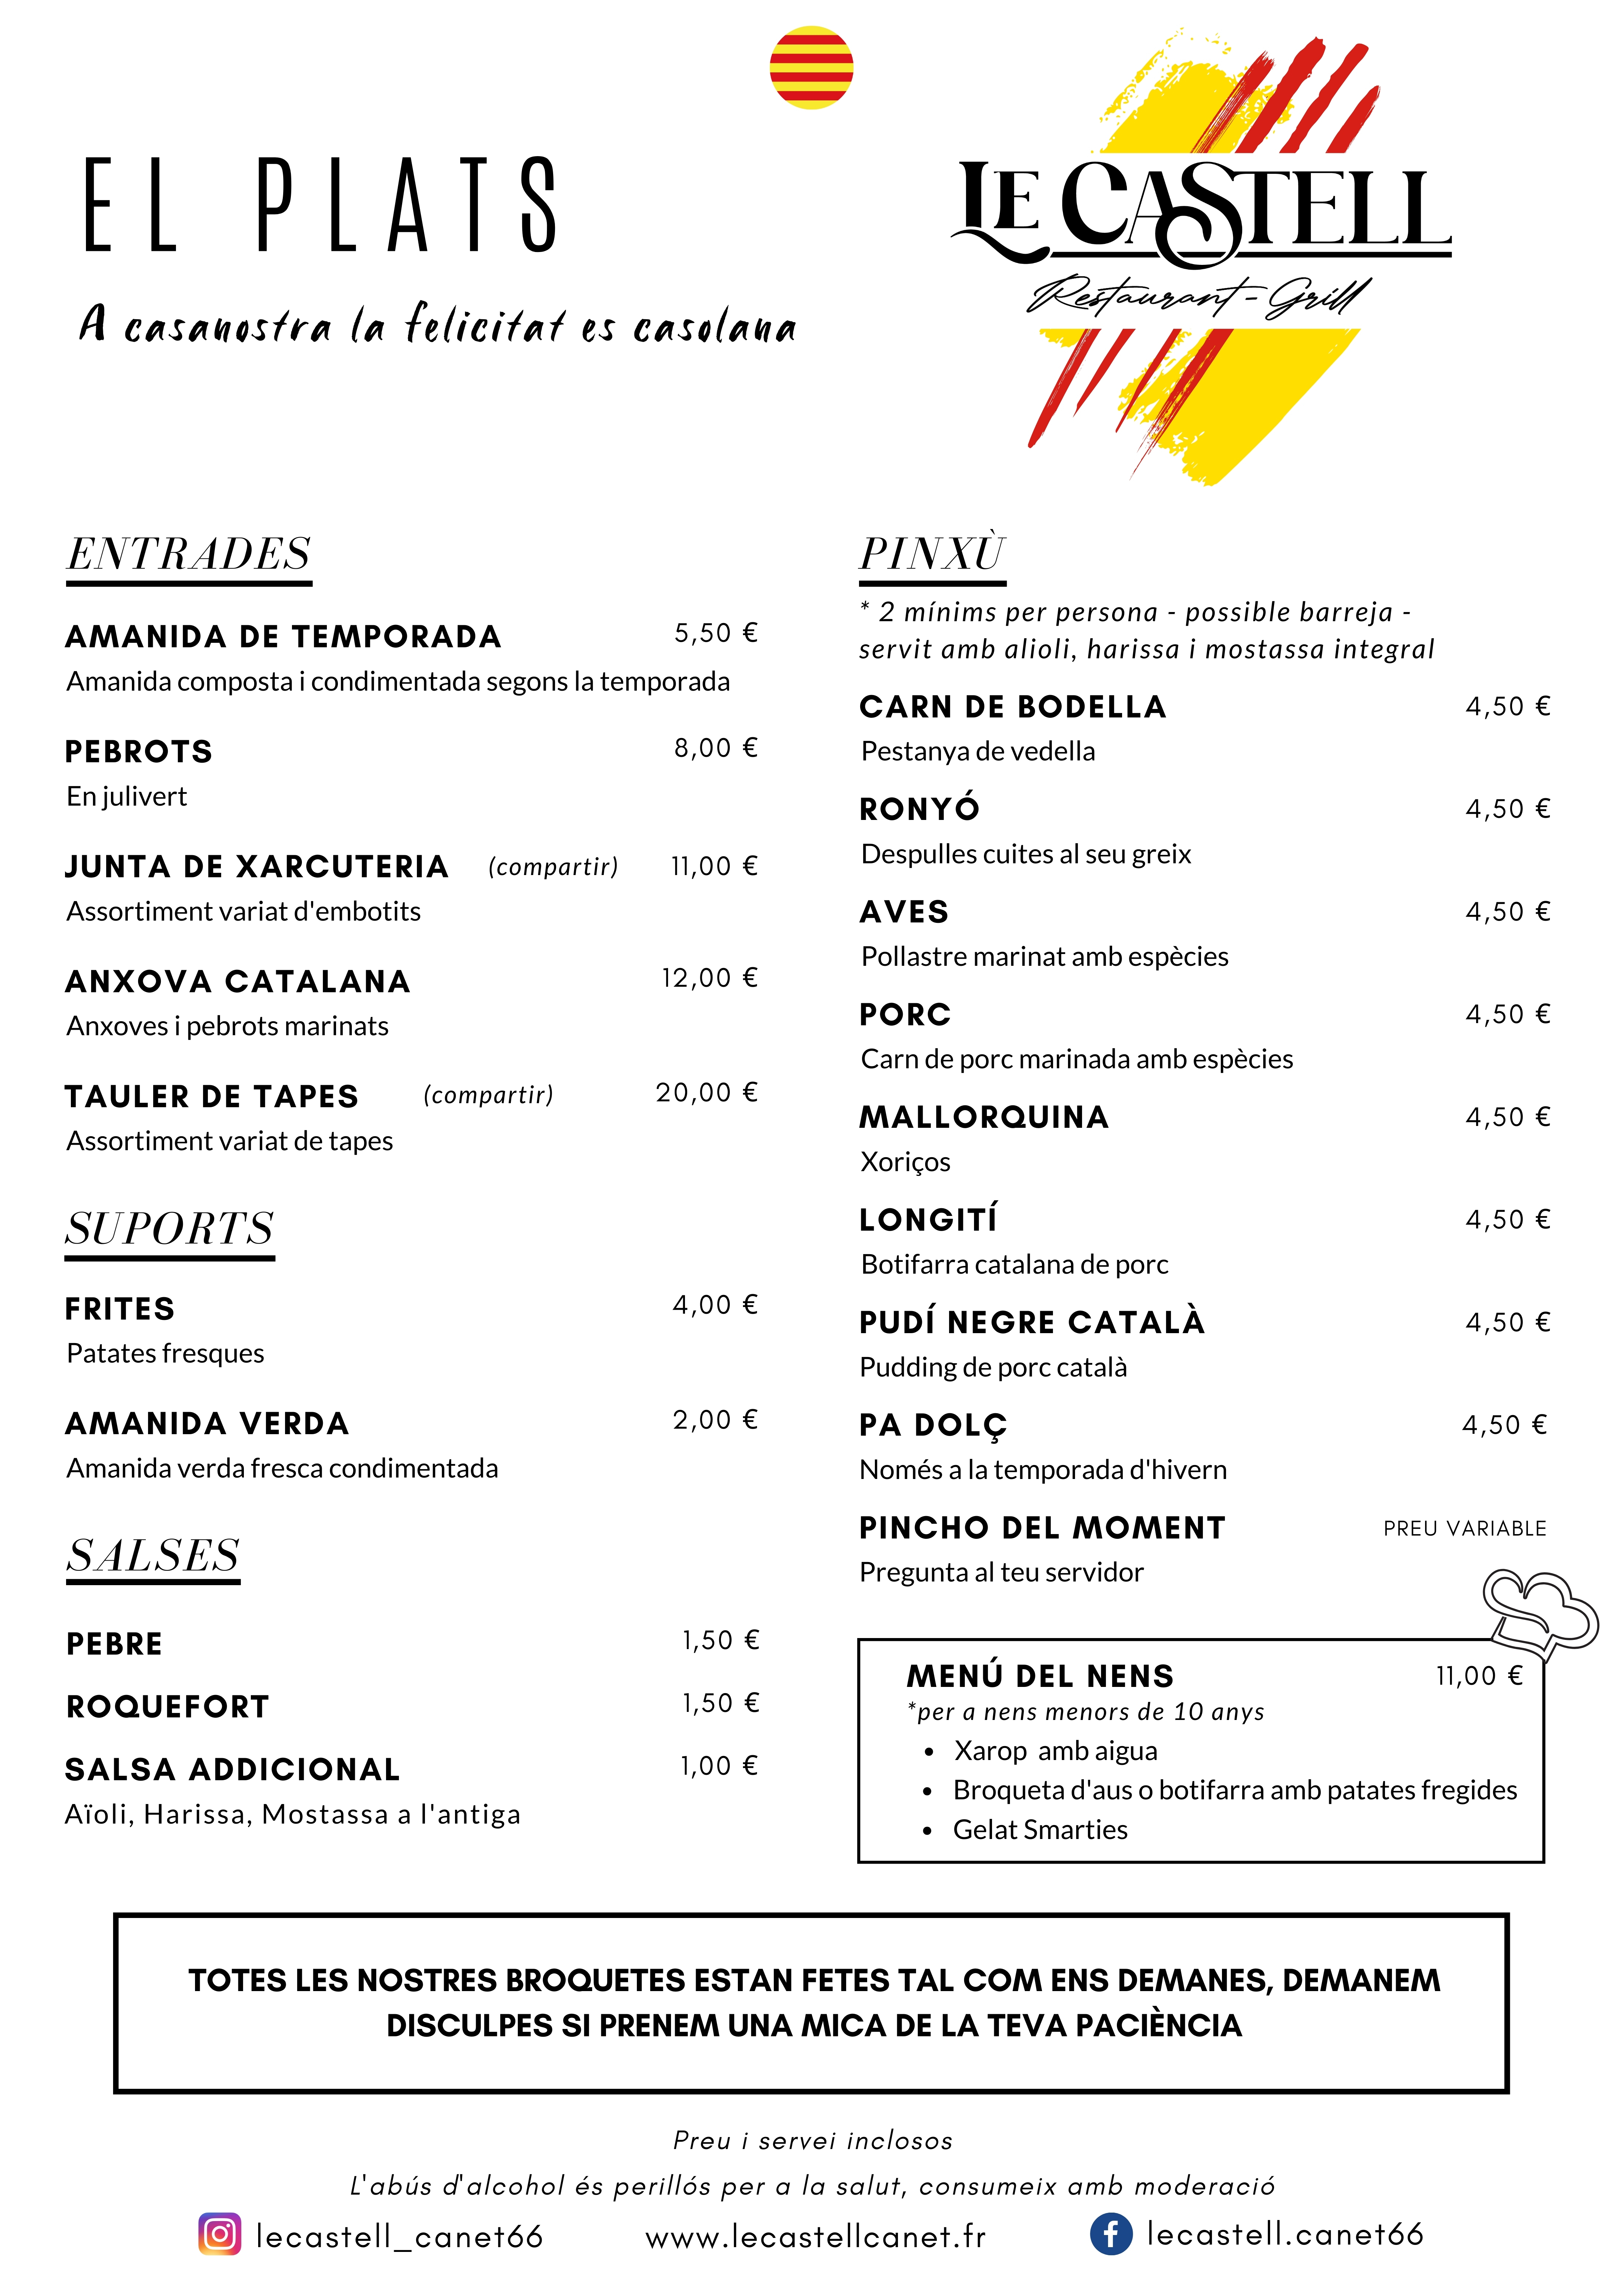 EL PLATS
A casanostra la felicitat es casolana
LE CASTELL
Restaurant-Grill
ENTRADES
AMANIDA DE TEMPORADA 5,50 €
Amanida composta i condimentada segons la temporada
PEBROTS 8,00 €
En julivert
JUNTA DE XARCUTERIA (compartir) 11,00 €
Assortiment variat d'embotits
ANXOVA CATALANA 12,00 €
Anxoves i pebrots marinats
TAULER DE TAPES (compartir) 20,00 €
Assortiment variat de tapes
SUPORTS
FRITES 4,00 €
Patates fresques
AMANIDA VERDA 2,00 €
Amanida verda fresca condimentada
SALSES
PEBRE 1,50 €
ROQUEFORT 1,50 €
SALSA ADDICIONAL 1,00 €
Aïoli, Harissa, Mostassa a l'antiga
PINXÙ
* 2 mínims per persona - possible barreja -
servit amb alioli, harissa i mostassa integral
CARN DE BODELLA 4,50 €
Pestanya de vedella
RONYÓ 4,50 €
Despulles cuites al seu greix
AVES 4,50 €
Pollastre marinat amb espècies
PORC 4,50 €
Carn de porc marinada amb espècies
MALLORQUINA 4,50 €
Xoriços
LONGITÍ 4,50 €
Botifarra catalana de porc
PUDÍ NEGRE CATALÀ 4,50 €
Pudding de porc català
PA DOLÇ 4,50 €
Només a la temporada d'hivern
PINCHO DEL MOMENT PREU VARIABLE
Pregunta al teu servidor
MENÚ DEL NENS 11,00 €
*per a nens menors de 10 anys
• Xarop amb aigua
• Broqueta d'aus o botifarra amb patates fregides
• Gelat Smarties
TOTES LES NOSTRES BROQUETES ESTAN FETES TAL COM ENS DEMANES, DEMANEM
DISCULPES SI PRENEM UNA MICA DE LA TEVA PACIÈNCIA
Preu i servei inclosos
L'abús d'alcohol és perillós per a la salut, consumeix amb moderació
lecastell_canet66 www.lecastellcanet.fr lecastell.canet66